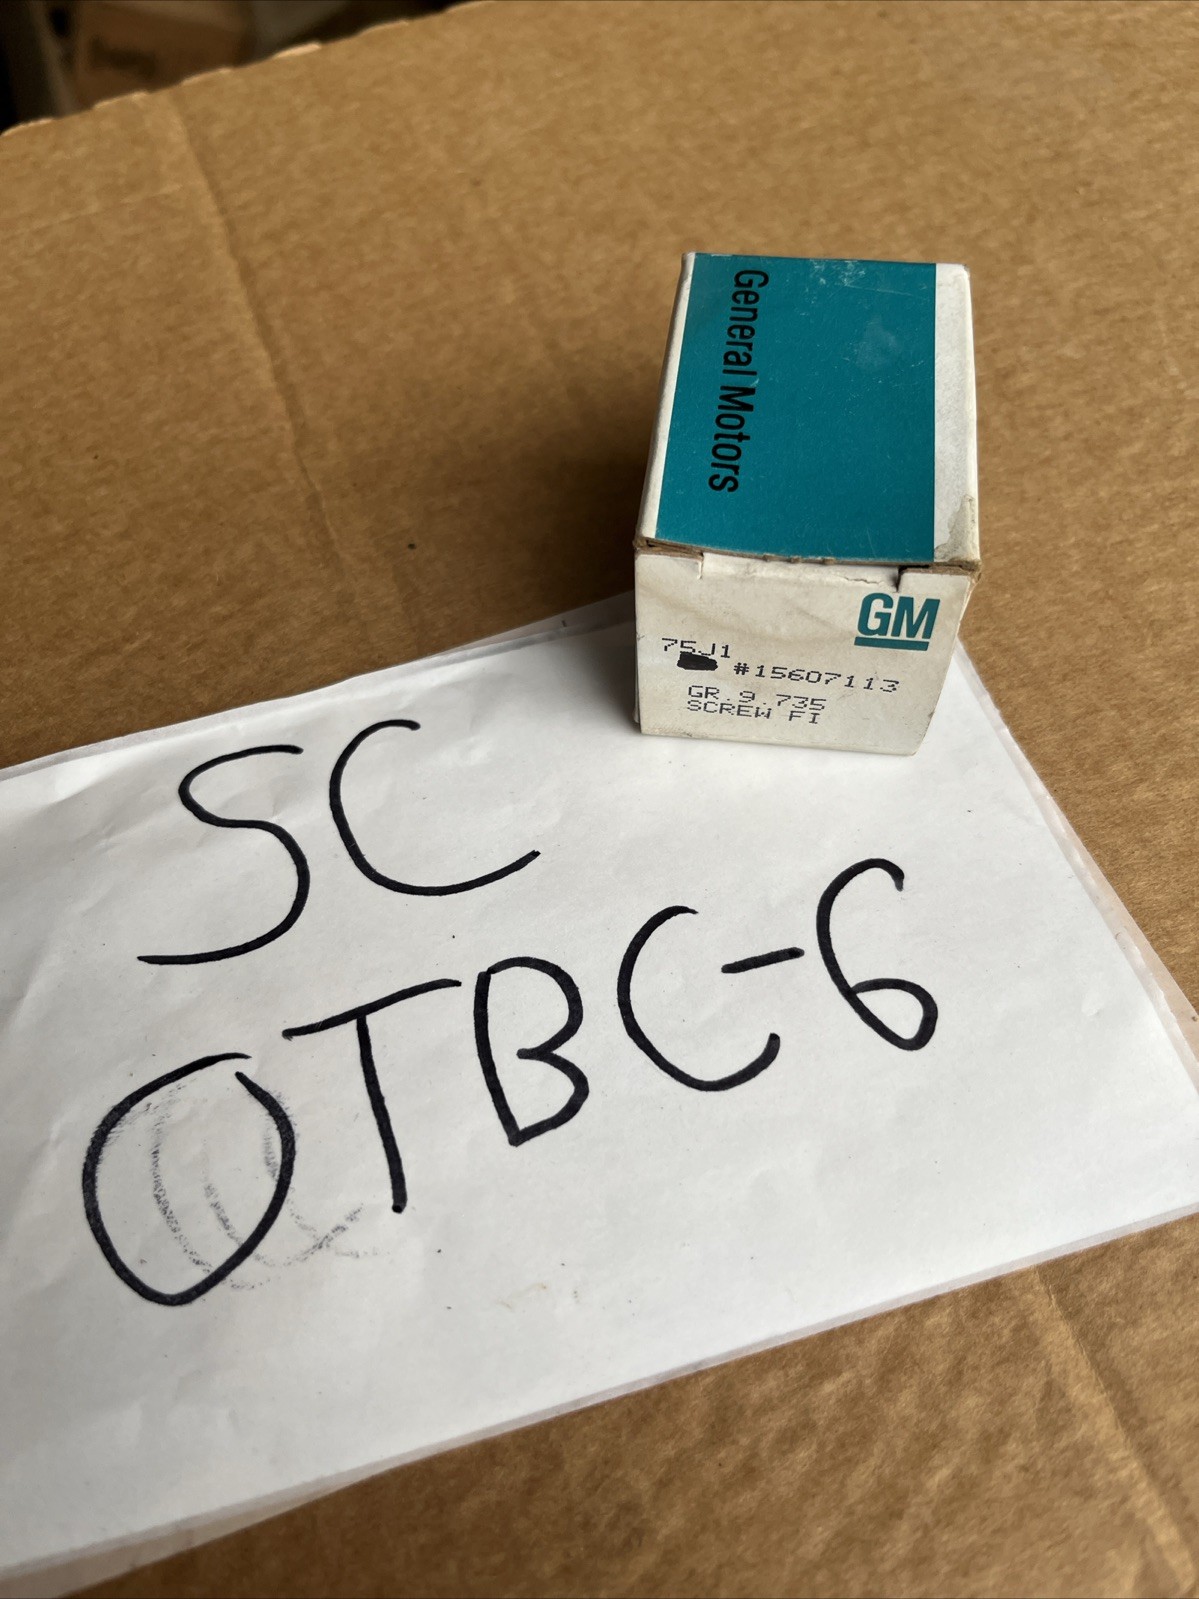 General Motors
GM
75J1
#15607113
GR.9.735
SCREW FI
SC
OTBC-6